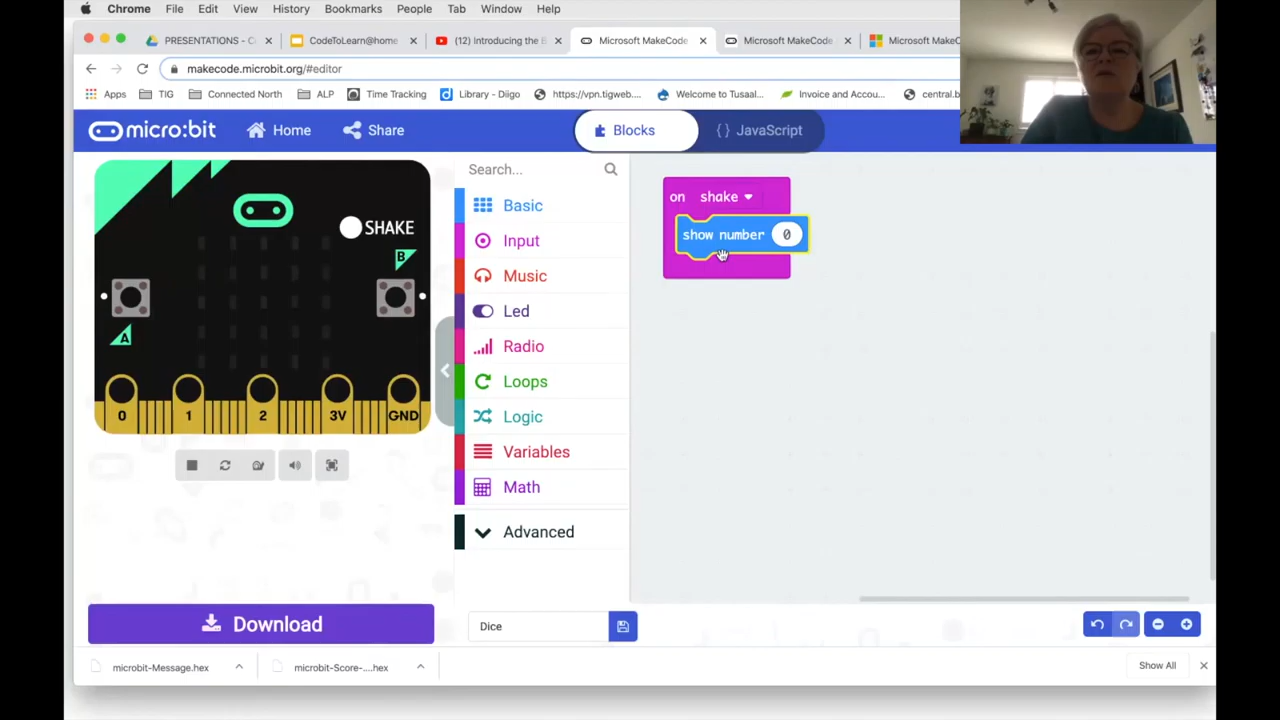 Chrome File Edit View History Bookmarks People Tab Window Help
PRESENTATIONS - C CodeToLearn@home (12) Introducing the E Microsoft MakeCode Microsoft MakeCode Microsoft MakeC
makecode.microbit.org/#editor
Apps TIG Connected North ALP Time Tracking Library - Diigo https://vpn.tigweb.... Welcome to Tusaal... Invoice and Accou... central.b
micro:bit Home Share Blocks { } JavaScript
SHAKE
B
A
0 1 2 3V GND
Search...
Basic
Input
Music
Led
Radio
Loops
Logic
Variables
Math
Advanced
on shake
show number 0
Download
Dice
microbit-Message.hex microbit-Score-....hex Show All